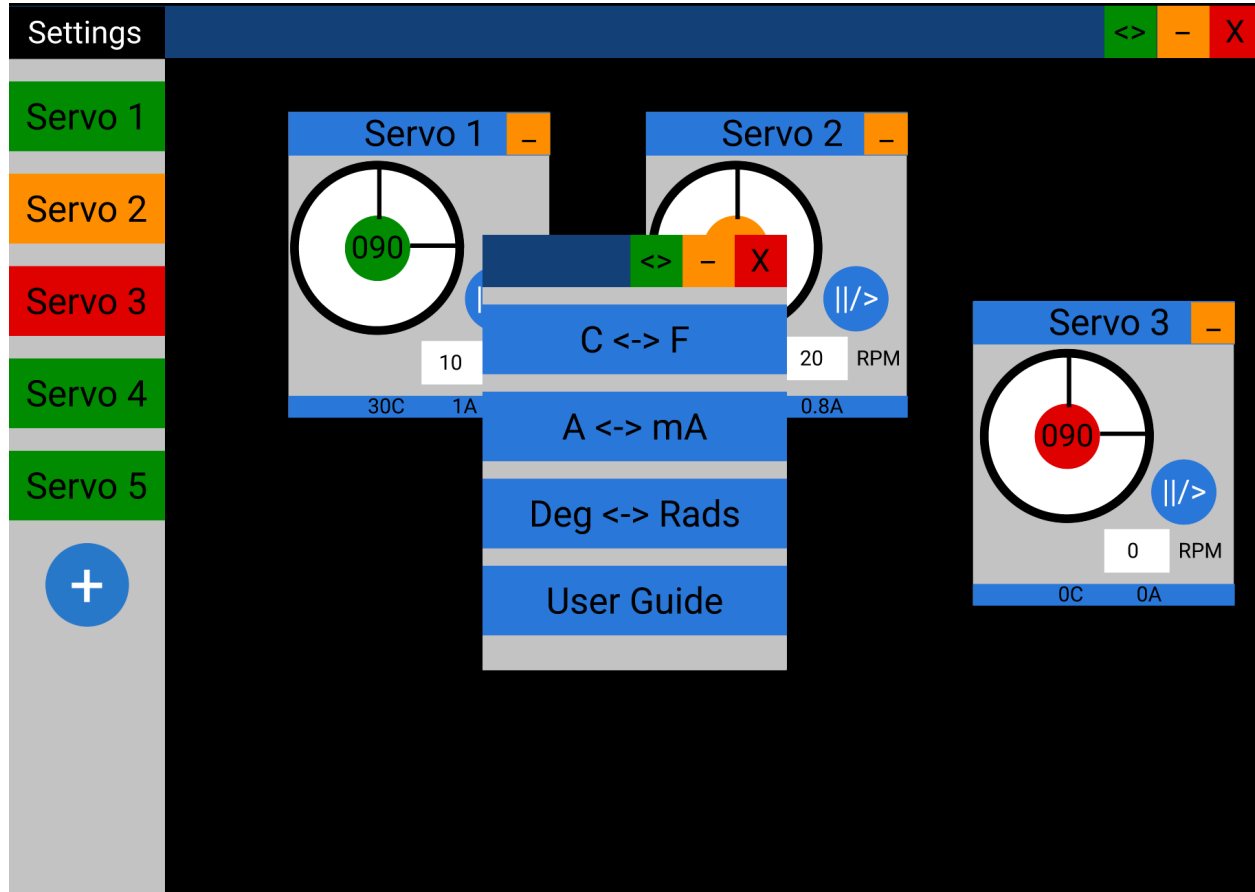 Settings
<> – X
Servo 1
Servo 2
Servo 3
Servo 4
Servo 5
+
Servo 1 –
090
10
30C 1A
Servo 2 –
||/>
20 RPM
0.8A
<> – X
C <-> F
A <-> mA
Deg <-> Rads
User Guide
Servo 3 –
090
||/>
0 RPM
0C 0A